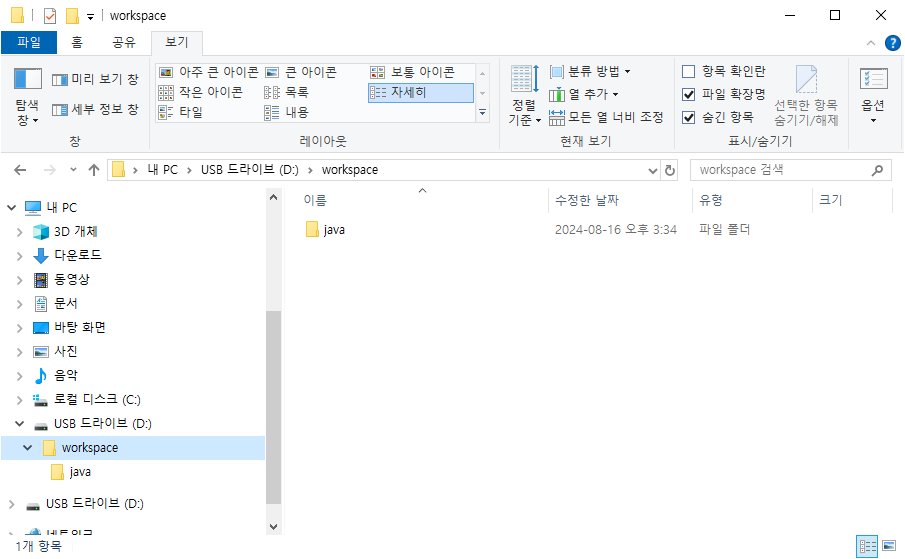 workspace
파일 홈 공유 보기
미리 보기 창
세부 정보 창
탐색
창
창
아주 큰 아이콘 큰 아이콘 보통 아이콘
작은 아이콘 목록 자세히
타일 내용
레이아웃
정렬
기준
분류 방법
열 추가
모든 열 너비 조정
현재 보기
항목 확인란
파일 확장명
숨긴 항목
선택한 항목
숨기기/해제
표시/숨기기
옵션
내 PC > USB 드라이브 (D:) > workspace
workspace 검색
이름 수정한 날짜 유형 크기
java 2024-08-16 오후 3:34 파일 폴더
내 PC
3D 개체
다운로드
동영상
문서
바탕 화면
사진
음악
로컬 디스크 (C:)
USB 드라이브 (D:)
workspace
java
USB 드라이브 (D:)
네트워크
1개 항목